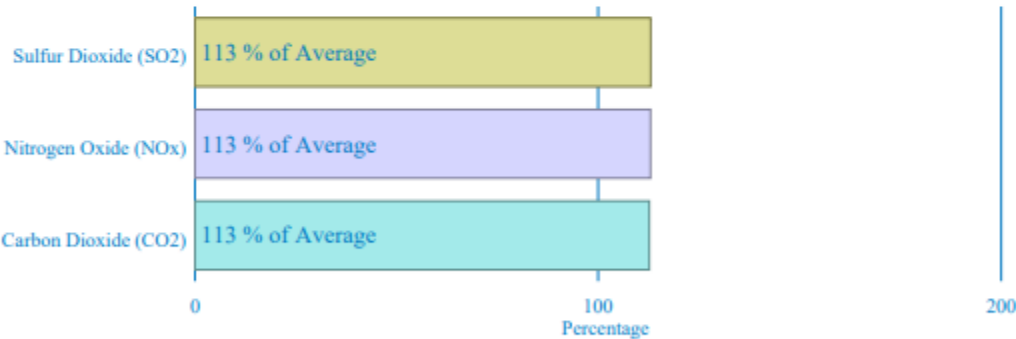 Sulfur Dioxide (SO2) 113 % of Average
Nitrogen Oxide (NOx) 113 % of Average
Carbon Dioxide (CO2) 113 % of Average
0 100 200
Percentage